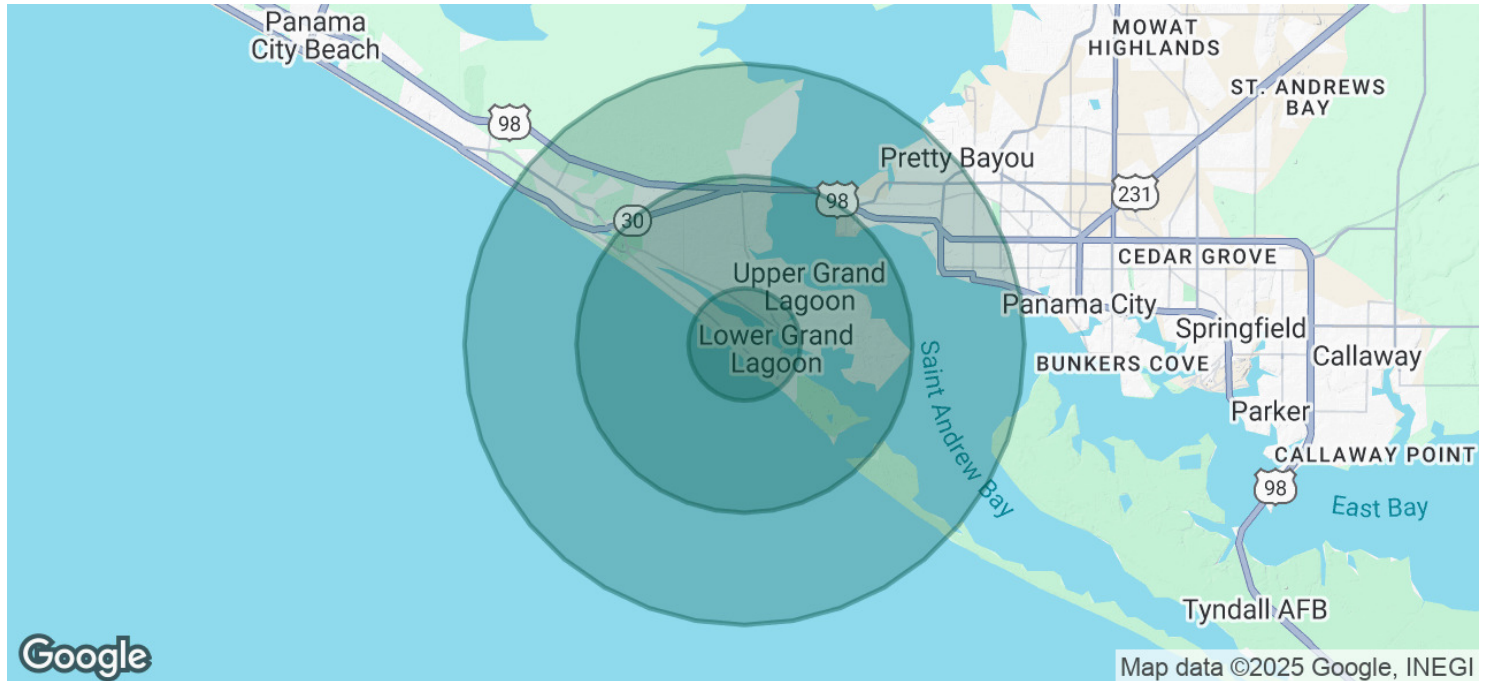 Panama
City Beach
MOWAT
HIGHLANDS
ST. ANDREWS
BAY
98
Pretty Bayou
98
231
30
CEDAR GROVE
Upper Grand
Lagoon
Panama City
Springfield
Lower Grand
Lagoon
Callaway
BUNKERS COVE
Saint Andrew Bay
Parker
CALLAWAY POINT
98
East Bay
Tyndall AFB
Google
Map data ©2025 Google, INEGI